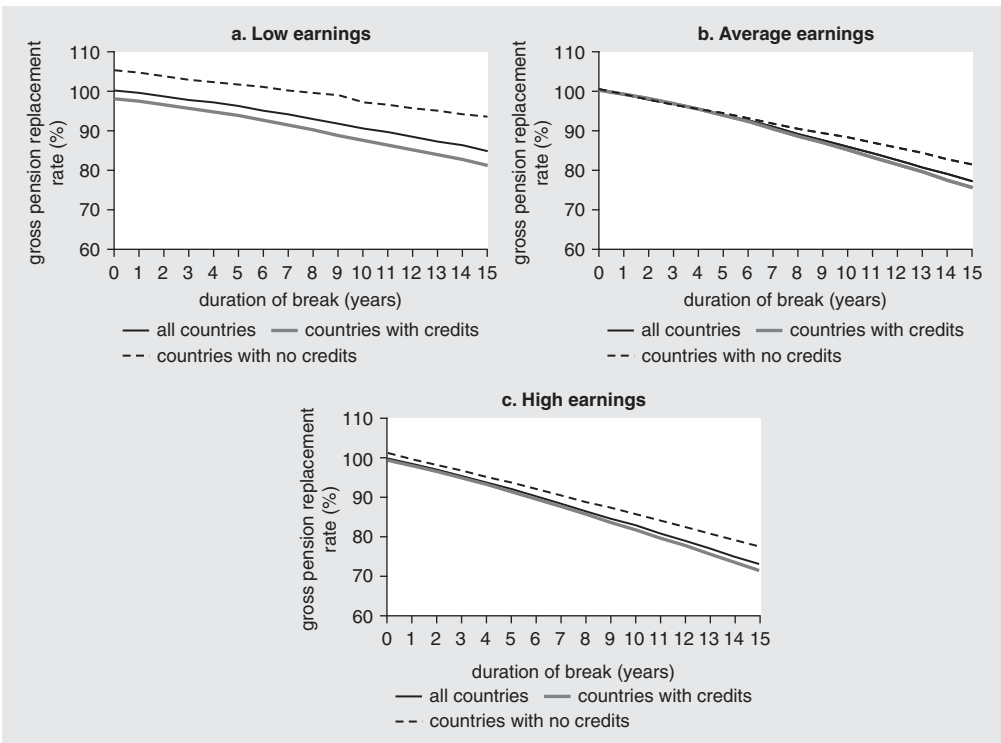 a. Low earnings
gross pension replacement
rate (%)
110
100
90
80
70
60
0 1 2 3 4 5 6 7 8 9 10 11 12 13 14 15
duration of break (years)
all countries countries with credits
countries with no credits
b. Average earnings
gross pension replacement
rate (%)
110
100
90
80
70
60
0 1 2 3 4 5 6 7 8 9 10 11 12 13 14 15
duration of break (years)
all countries countries with credits
countries with no credits
c. High earnings
gross pension replacement
rate (%)
110
100
90
80
70
60
0 1 2 3 4 5 6 7 8 9 10 11 12 13 14 15
duration of break (years)
all countries countries with credits
countries with no credits